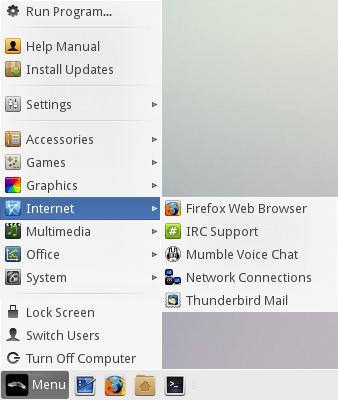 Run Program...
Help Manual
Install Updates
Settings
Accessories
Games
Graphics
Internet
Multimedia
Office
System
Lock Screen
Switch Users
Turn Off Computer
Firefox Web Browser
IRC Support
Mumble Voice Chat
Network Connections
Thunderbird Mail
Menu